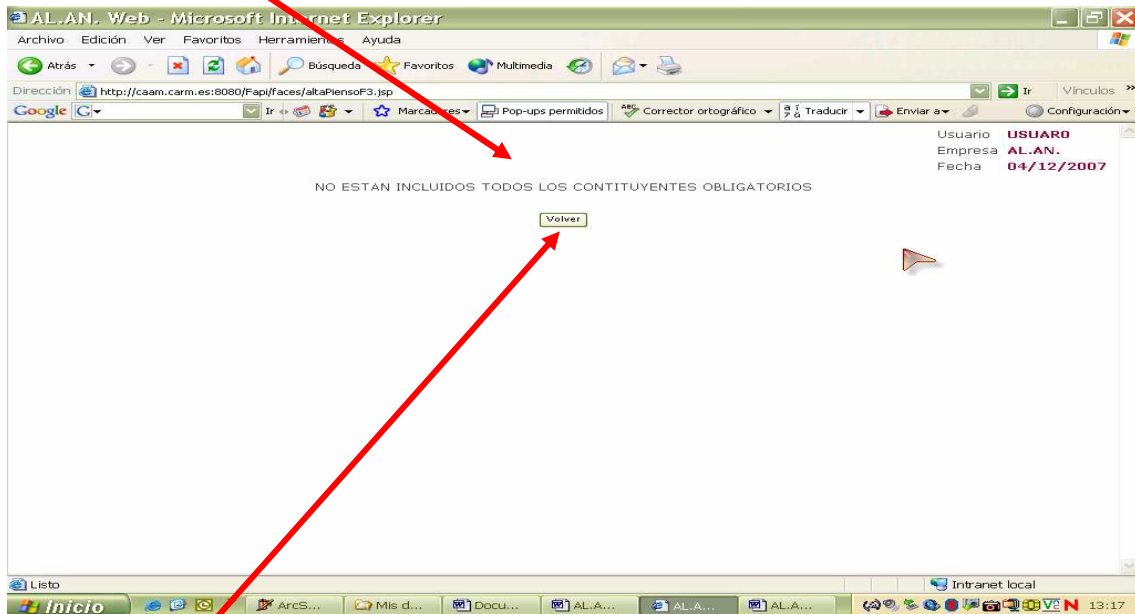 AL.AN. Web - Microsoft Internet Explorer
Archivo Edición Ver Favoritos Herramientas Ayuda
Atrás Búsqueda Favoritos Multimedia
Dirección http://caam.carm.es:8080/Fapi/faces/altaPiensoF3.jsp Ir Vínculos »
Google G Ir Marcadores Pop-ups permitidos ABC Corrector ortográfico Traducir Enviar a Configuración
Usuario USUAR0
Empresa AL.AN.
Fecha 04/12/2007
NO ESTAN INCLUIDOS TODOS LOS CONTITUYENTES OBLIGATORIOS
Volver
Listo Intranet local
Inicio ArcS... Mis d... Docu... AL.A... AL.A... AL.A... 13:17